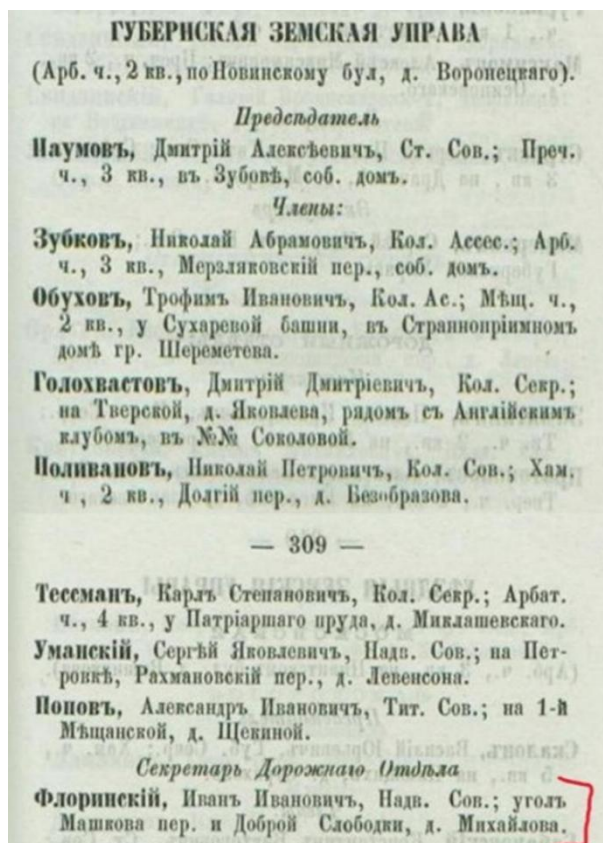 ГУБЕРНСКАЯ ЗЕМСКАЯ УПРАВА
(Арб. ч., 2 кв., по Новинскому бул, д. Воронецкаго).
Предсѣдатель
Наумовъ, Дмитрій Алексѣевичъ, Ст. Сов.; Преч.
ч., 3 кв., въ Зубовѣ, соб. домъ.
Члены:
Зубковъ, Николай Абрамовичъ, Кол. Ассес.; Арб.
ч., 3 кв., Мерзляковскій пер., соб. домъ.
Обуховъ, Трофимъ Ивановичъ, Кол. Ас.; Мѣщ. ч.,
2 кв., у Сухаревой башни, въ Страннопріимномъ
домѣ гр. Шереметева.
Голохвастовъ, Дмитрій Дмитріевичъ, Кол. Секр.;
на Тверской, д. Яковлева, рядомъ съ Англійскимъ
клубомъ, въ №№ Соколовой.
Поливановъ, Николай Петровичъ, Кол. Сов.; Хам.
ч , 2 кв., Долгій пер., д. Безобразова.
— 309 —
Тессманъ, Карлъ Степановичъ, Кол. Секр.; Арбат.
ч., 4 кв., у Патріаршаго пруда, д. Миклашевскаго.
Уманскій, Сергѣй Яковлевичъ, Надв. Сов.; на Пет-
ровкѣ, Рахмановскій пер., д. Левенсона.
Поповъ, Александръ Ивановичъ, Тит. Сов.; на 1-й
Мѣщанской, д. Щекиной.
Секретарь Дорожнаго Отдѣла
Флоринскій, Иванъ Ивановичъ, Надв. Сов.; уголъ
Машкова пер. и Доброй Слободки, д. Михайлова.